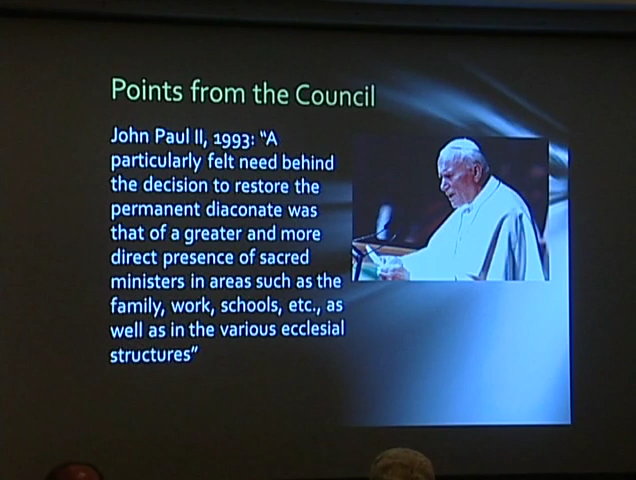 Points from the Council
John Paul II, 1993: “A
particularly felt need behind
the decision to restore the
permanent diaconate was
that of a greater and more
direct presence of sacred
ministers in areas such as the
family, work, schools, etc., as
well as in the various ecclesial
structures”